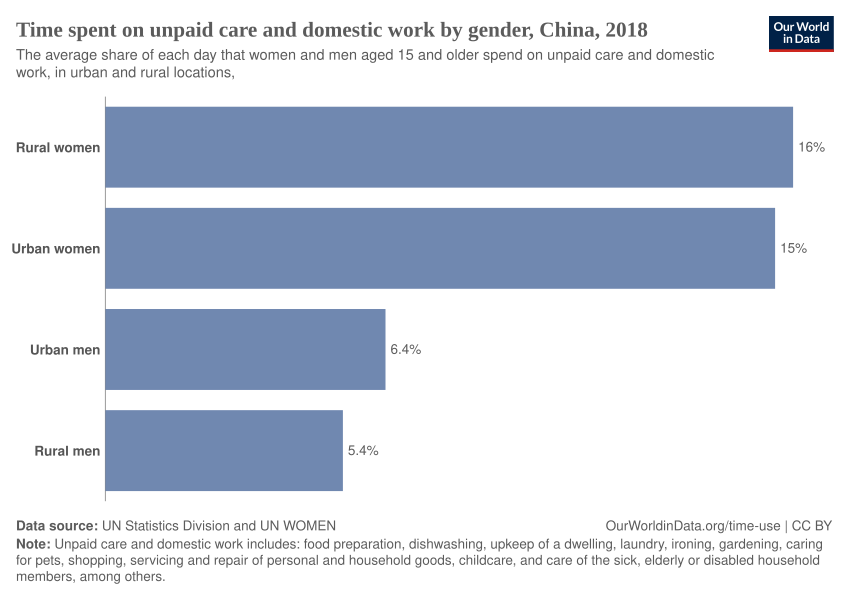 Time spent on unpaid care and domestic work by gender, China, 2018
Our World
in Data
The average share of each day that women and men aged 15 and older spend on unpaid care and domestic
work, in urban and rural locations,
Rural women
16%
Urban women
15%
Urban men
6.4%
Rural men
5.4%
Data source: UN Statistics Division and UN WOMEN
OurWorldinData.org/time-use | CC BY
Note: Unpaid care and domestic work includes: food preparation, dishwashing, upkeep of a dwelling, laundry, ironing, gardening, caring
for pets, shopping, servicing and repair of personal and household goods, childcare, and care of the sick, elderly or disabled household
members, among others.